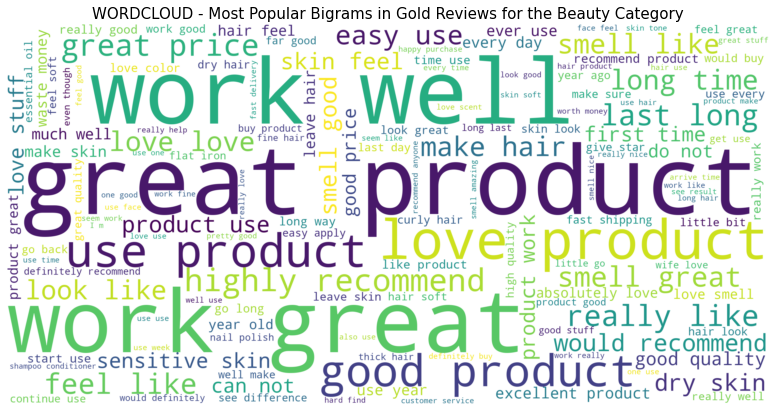 WORDCLOUD - Most Popular Bigrams in Gold Reviews for the Beauty Category
really good
work good
hair feel
great price
easy use
ever use
happy purchase
face feel
skin tone
feel great
great stuff
smell like
far good
skin feel
every day
recommend product
would buy
essential oil
waste money
feel soft
even though
love color
feel good
dry hair
work well
fast delivery
leave hair
smell good
time use
every time
look good
skin soft
love scent
year ago
make sure
worth money
hair product
hair use
use every
use hair
product make
long time
last long
love stuff
much well
really help
buy product
fine hair
seem like
look great
long last
skin look
give star
first time
get use
do not
make skin
love love
use one
flat iron
good price
last day
make hair
recommend anyone
smell amazing
smell nice
really nice
arrive time
work like
see result
long hair
really work
great product
product great
great quality
seem work
I m
one good
use face
work fine
really love
product use
long way
easy apply
curly hair
fast shipping
little bit
go back
use time
love use
pretty good
use product
love product
like product
high quality
little go
wife love
definitely recommend
highly recommend
product work
smell great
look like
well use
go long
leave skin
hair soft
absolutely love
love smell
product good
work great
use use
year old
nail polish
also use
good stuff
really like
hair look
would recommend
start use
use week
sensitive skin
thick hair
definitely buy
work really
good quality
shampoo conditioner
well make
good product
one use
dry skin
feel like
can not
use year
excellent product
continue use
would definitely
see difference
hard find
customer service
really well